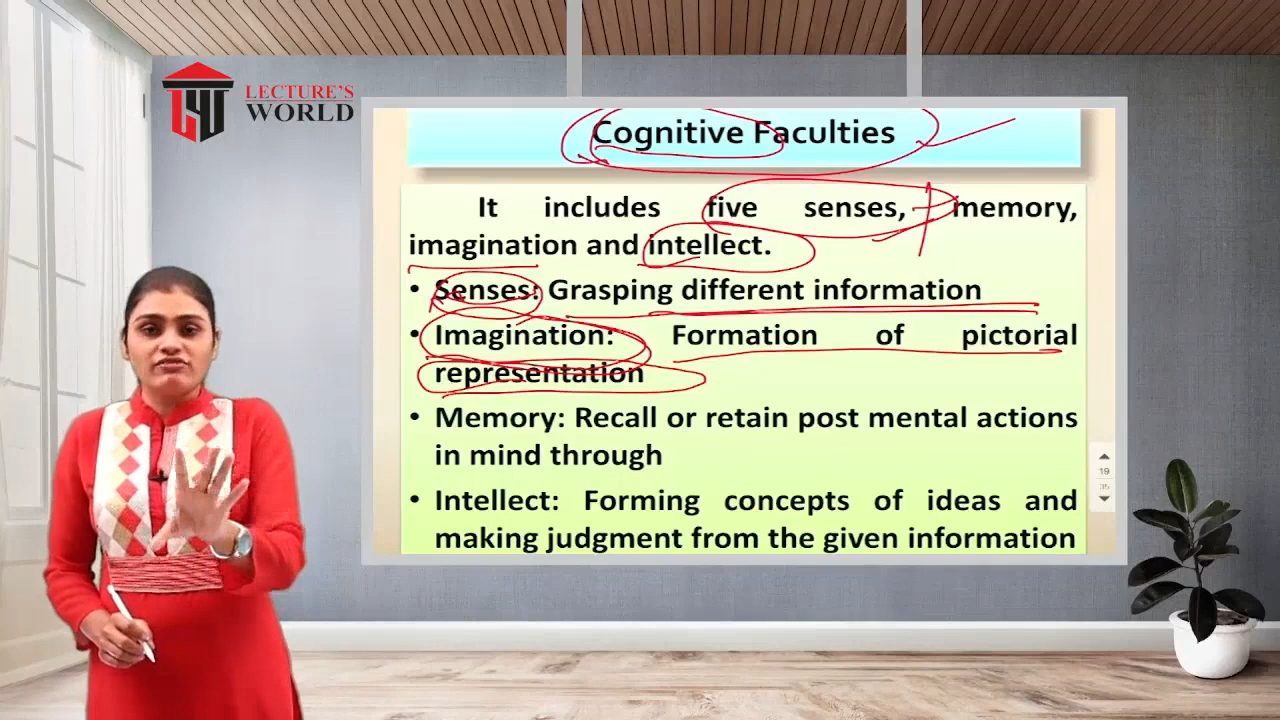 LECTURE'S
WORLD
Cognitive Faculties
It includes five senses, memory,
imagination and intellect.
• Senses: Grasping different information
• Imagination: Formation of pictorial
representation
• Memory: Recall or retain post mental actions
in mind through
• Intellect: Forming concepts of ideas and
making judgment from the given information
19
35